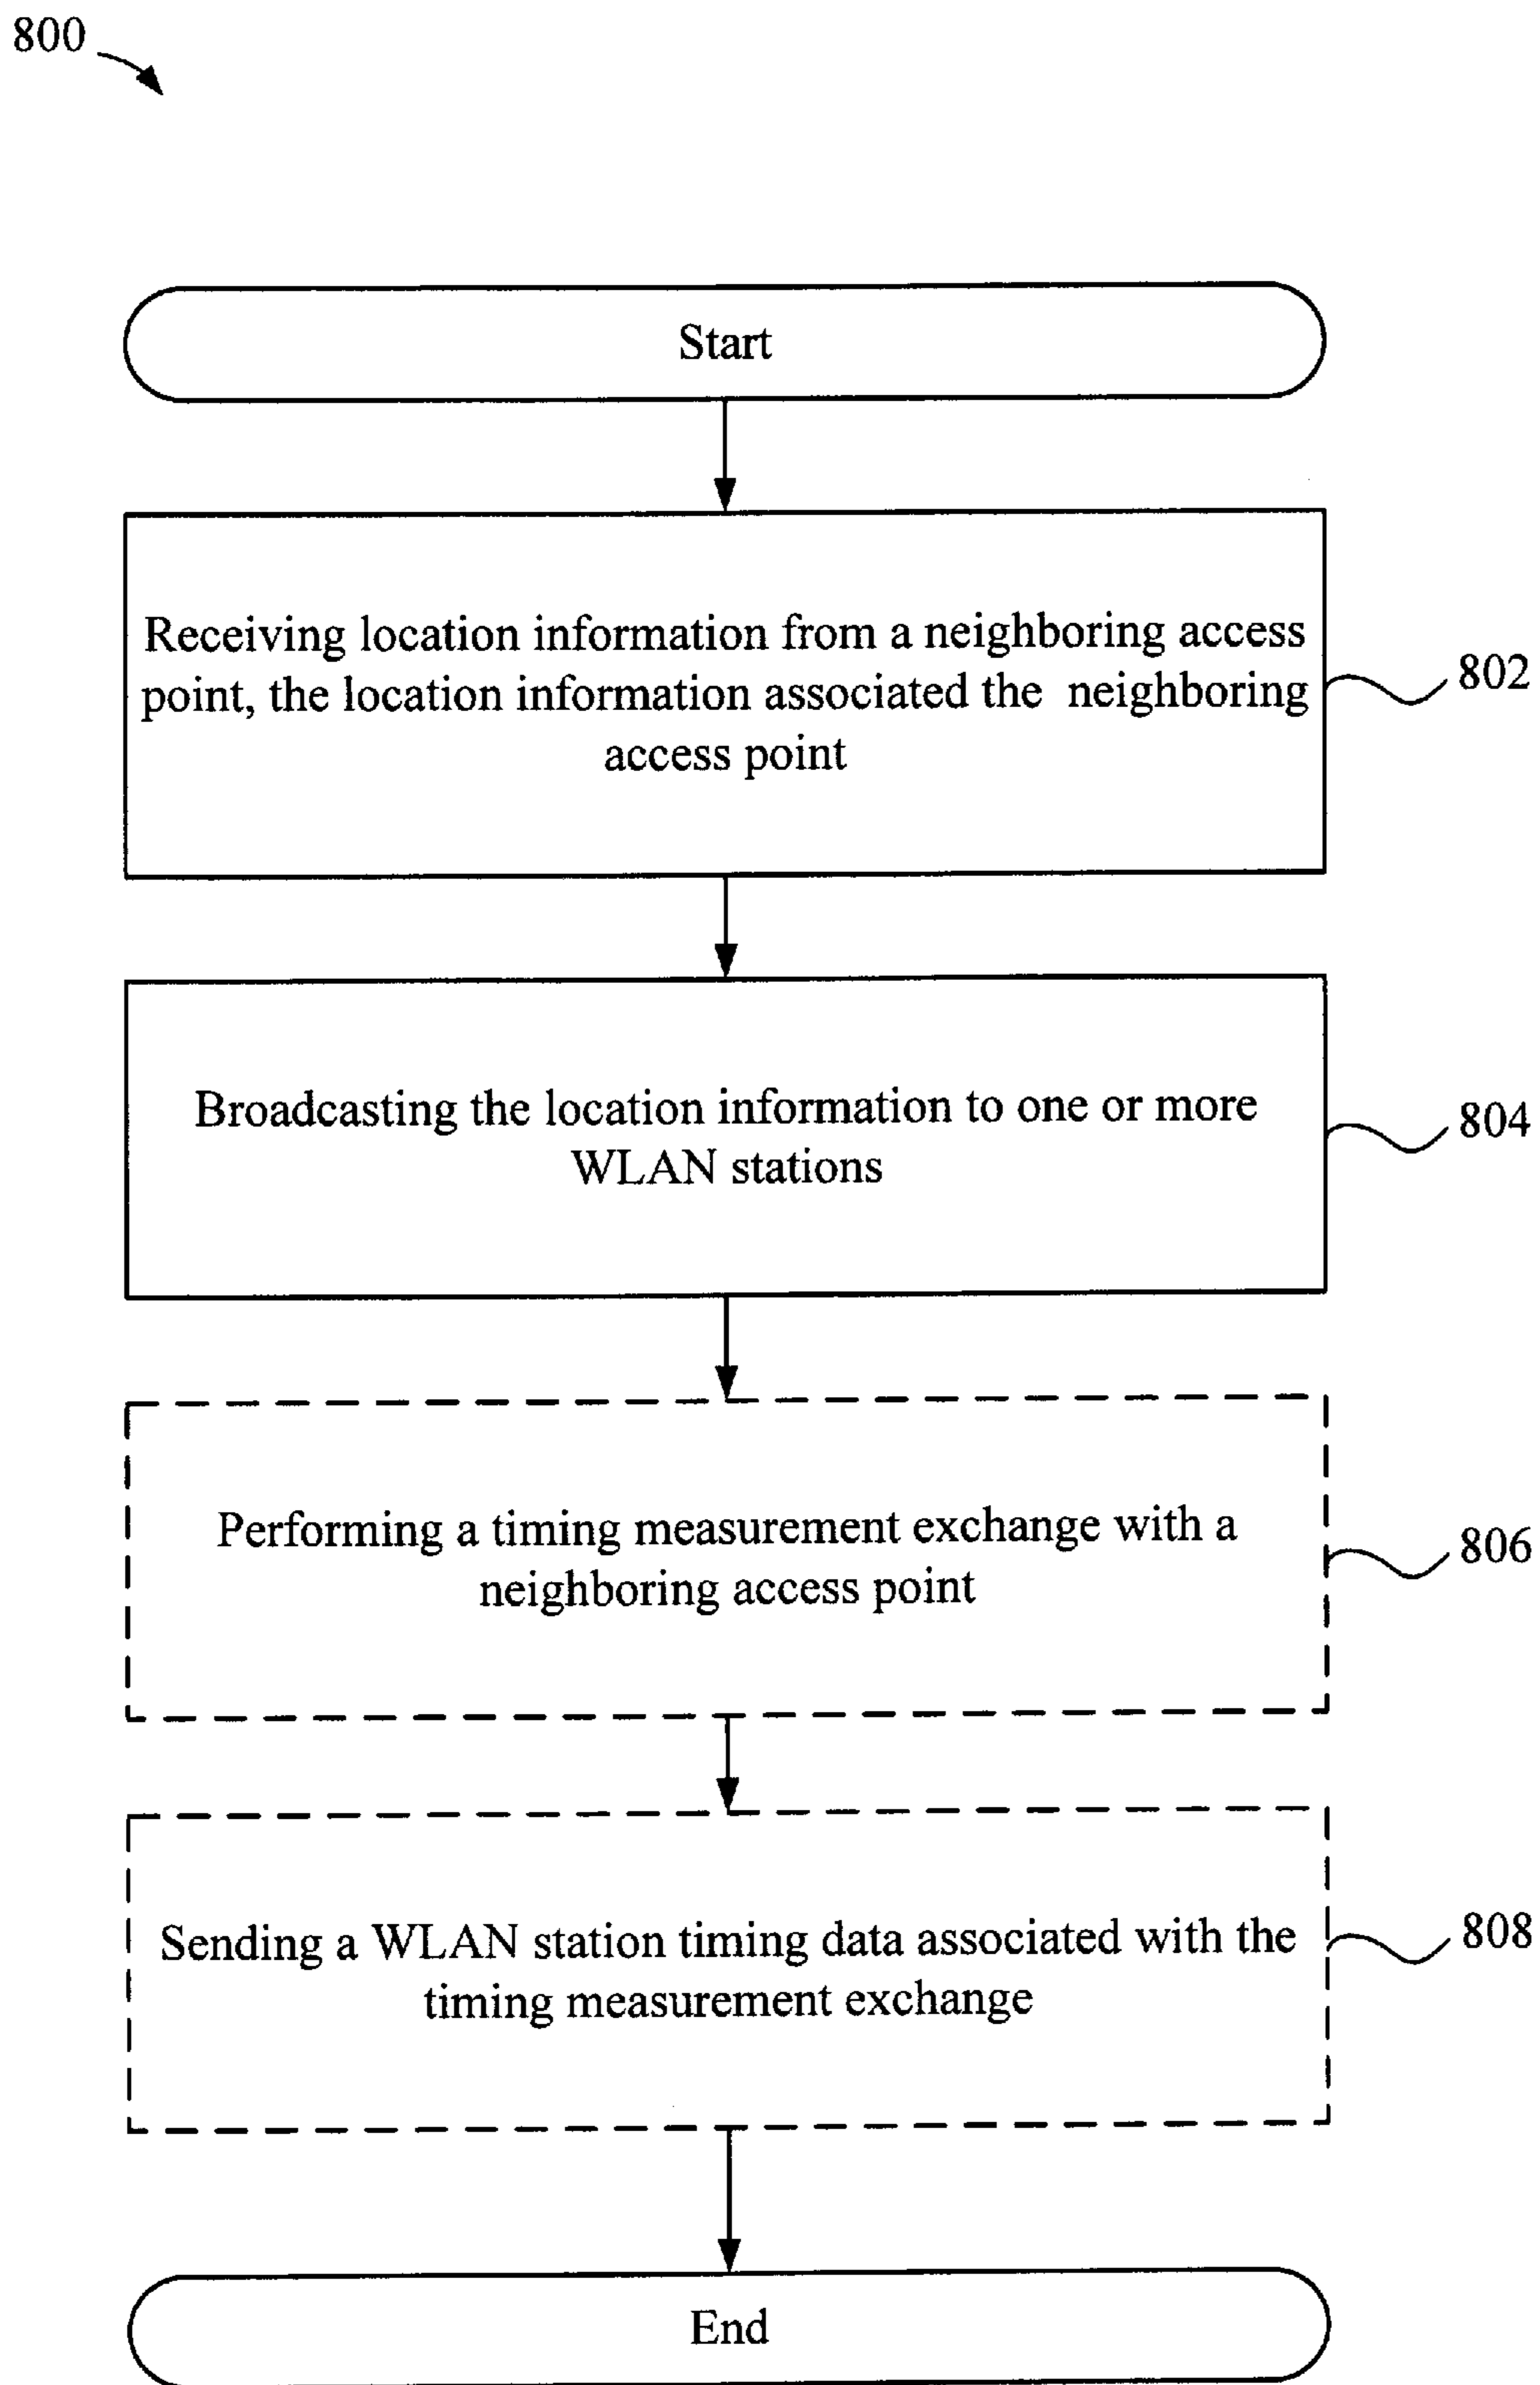 800
Start
Receiving location information from a neighboring access
point, the location information associated the neighboring
access point
802
Broadcasting the location information to one or more
WLAN stations
804
Performing a timing measurement exchange with a
neighboring access point
806
Sending a WLAN station timing data associated with the
timing measurement exchange
808
End